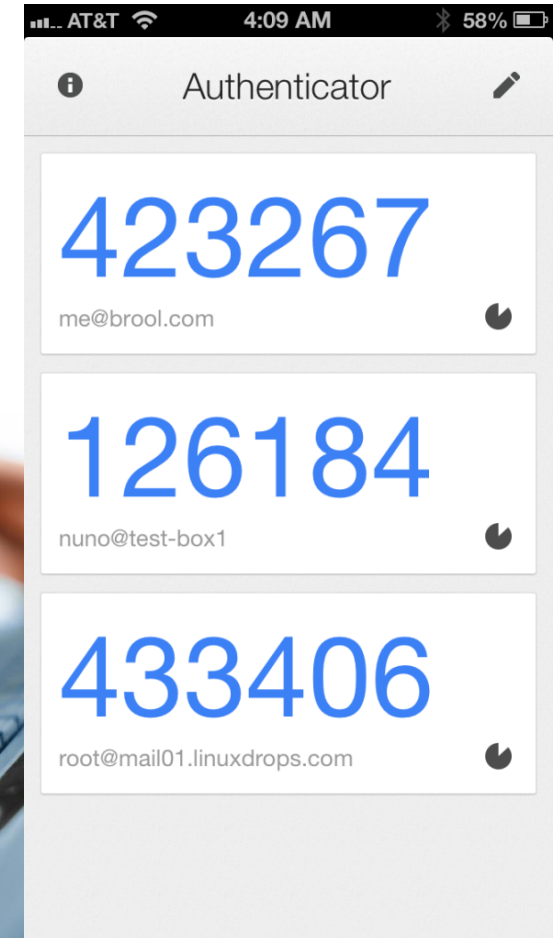 AT&T 4:09 AM 58%
Authenticator
423267
me@brool.com
126184
nuno@test-box1
433406
root@mail01.linuxdrops.com